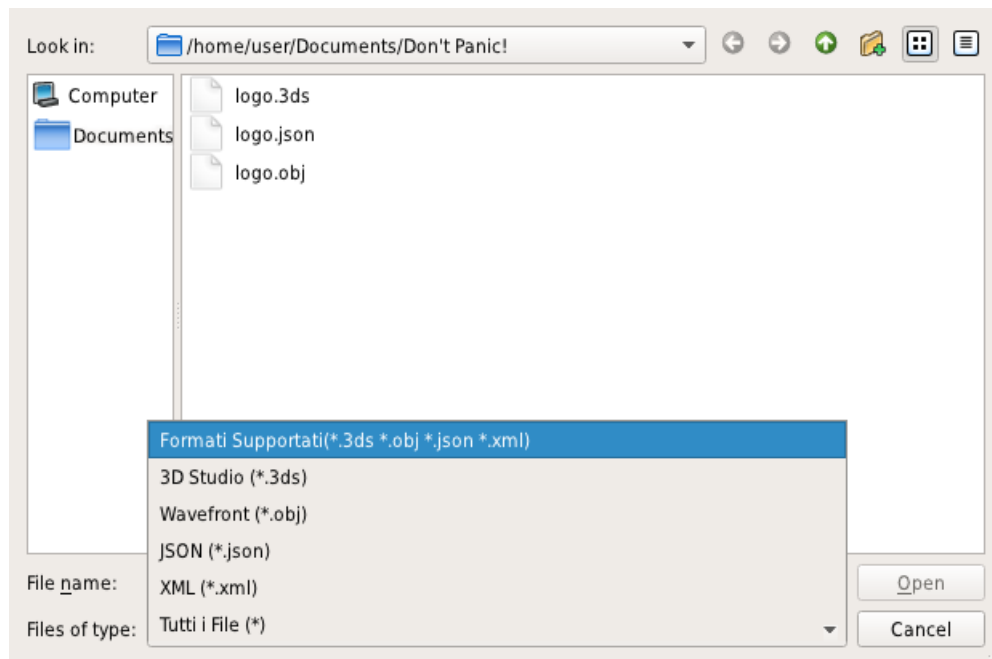 Look in: /home/user/Documents/Don't Panic!
Computer
Documents
logo.3ds
logo.json
logo.obj
Formati Supportati(*.3ds *.obj *.json *.xml)
3D Studio (*.3ds)
Wavefront (*.obj)
JSON (*.json)
XML (*.xml)
Tutti i File (*)
File name:
Open
Files of type:
Cancel